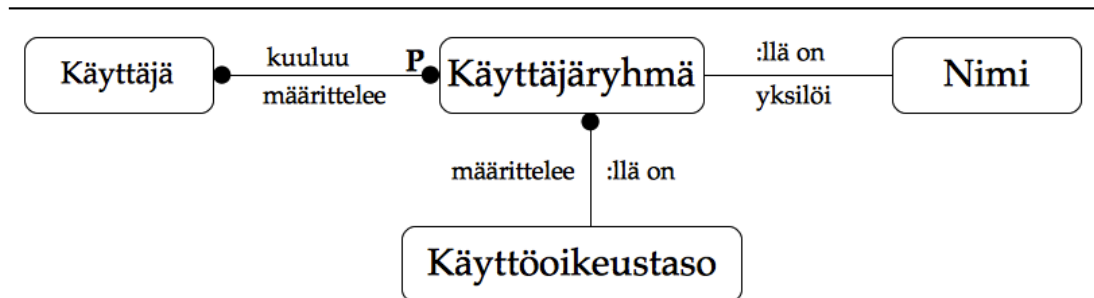 Käyttäjä
kuuluu
määrittelee
P
Käyttäjäryhmä
:llä on
yksilöi
Nimi
määrittelee
:llä on
Käyttöoikeustaso